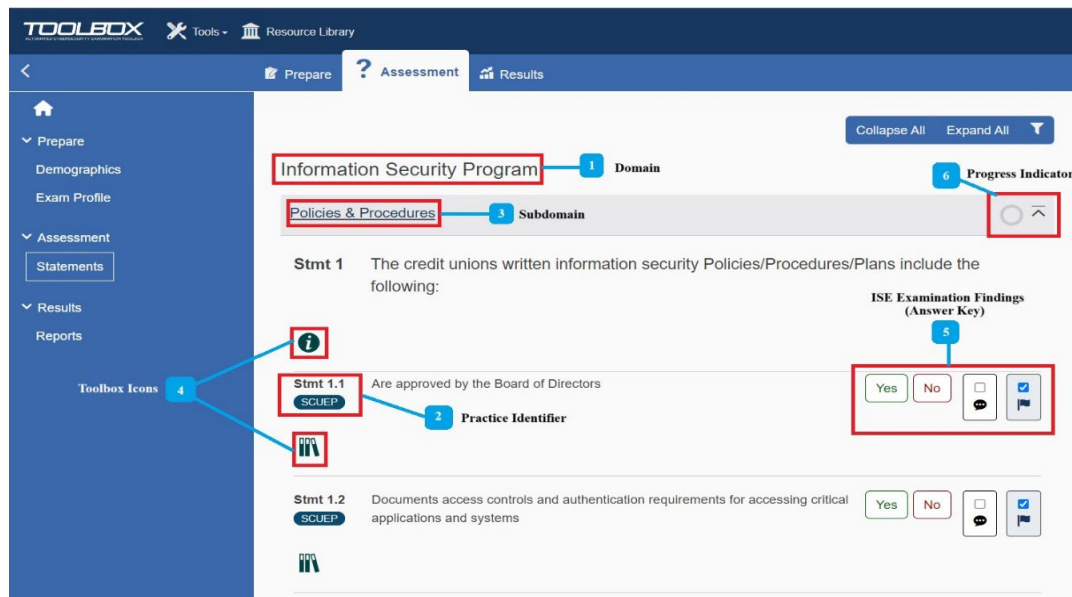 TOOLBOX
AUTOMATED CYBERSECURITY EXAMINATION TOOLBOX
Tools
Resource Library
Prepare
? Assessment
Results
Prepare
Demographics
Exam Profile
Assessment
Statements
Results
Reports
Collapse All Expand All
Information Security Program
1 Domain
6 Progress Indicator
Policies & Procedures
3 Subdomain
Stmt 1 The credit unions written information security Policies/Procedures/Plans include the
following:
ISE Examination Findings
(Answer Key)
5
i
Toolbox Icons 4
Stmt 1.1 Are approved by the Board of Directors
SCUEP
Yes No
2 Practice Identifier
Stmt 1.2 Documents access controls and authentication requirements for accessing critical
applications and systems
SCUEP
Yes No